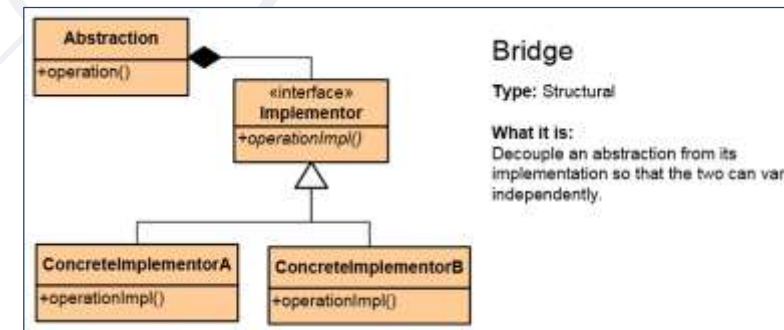 Abstraction
+operation()
«interface»
Implementor
+operationImpl()
ConcreteImplementorA
+operationImpl()
ConcreteImplementorB
+operationImpl()
Bridge
Type: Structural
What it is:
Decouple an abstraction from its
implementation so that the two can var
independently.